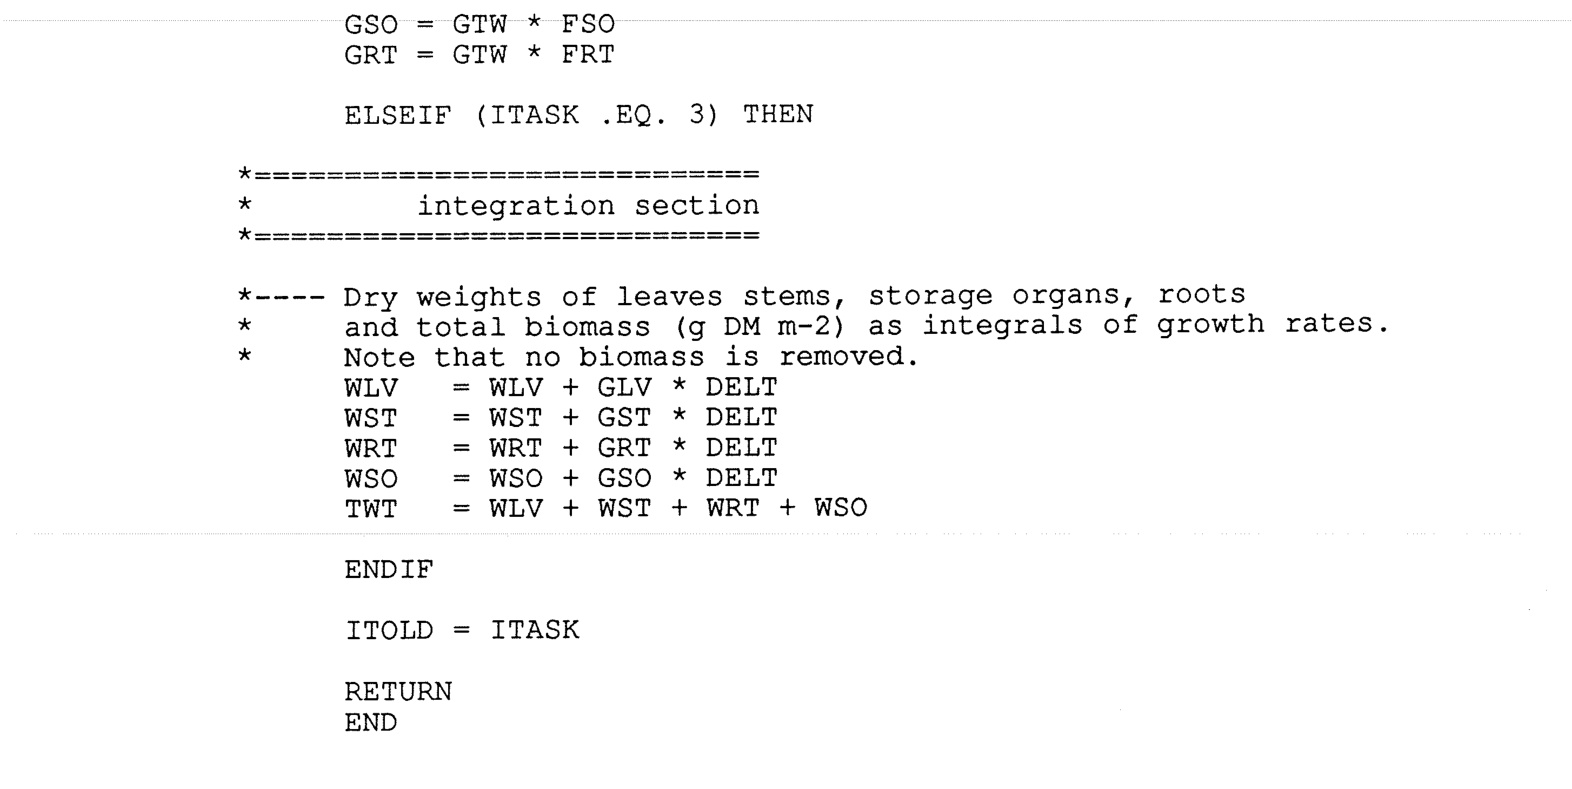 GSO = GTW * FSO
GRT = GTW * FRT
ELSEIF (ITASK .EQ. 3) THEN
*============================
* integration section
*============================
*---- Dry weights of leaves stems, storage organs, roots
* and total biomass (g DM m-2) as integrals of growth rates.
* Note that no biomass is removed.
WLV = WLV + GLV * DELT
WST = WST + GST * DELT
WRT = WRT + GRT * DELT
WSO = WSO + GSO * DELT
TWT = WLV + WST + WRT + WSO
ENDIF
ITOLD = ITASK
RETURN
END